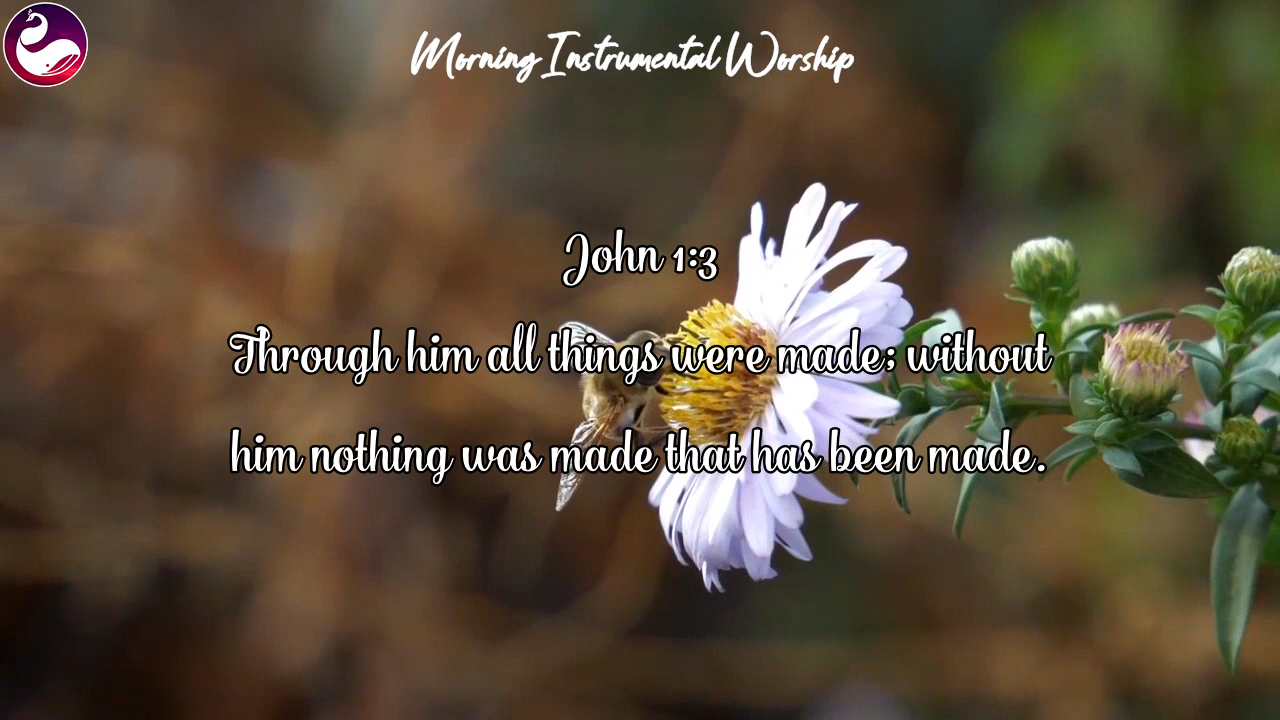 Morning Instrumental Worship
John 1:3
Through him all things were made; without
him nothing was made that has been made.